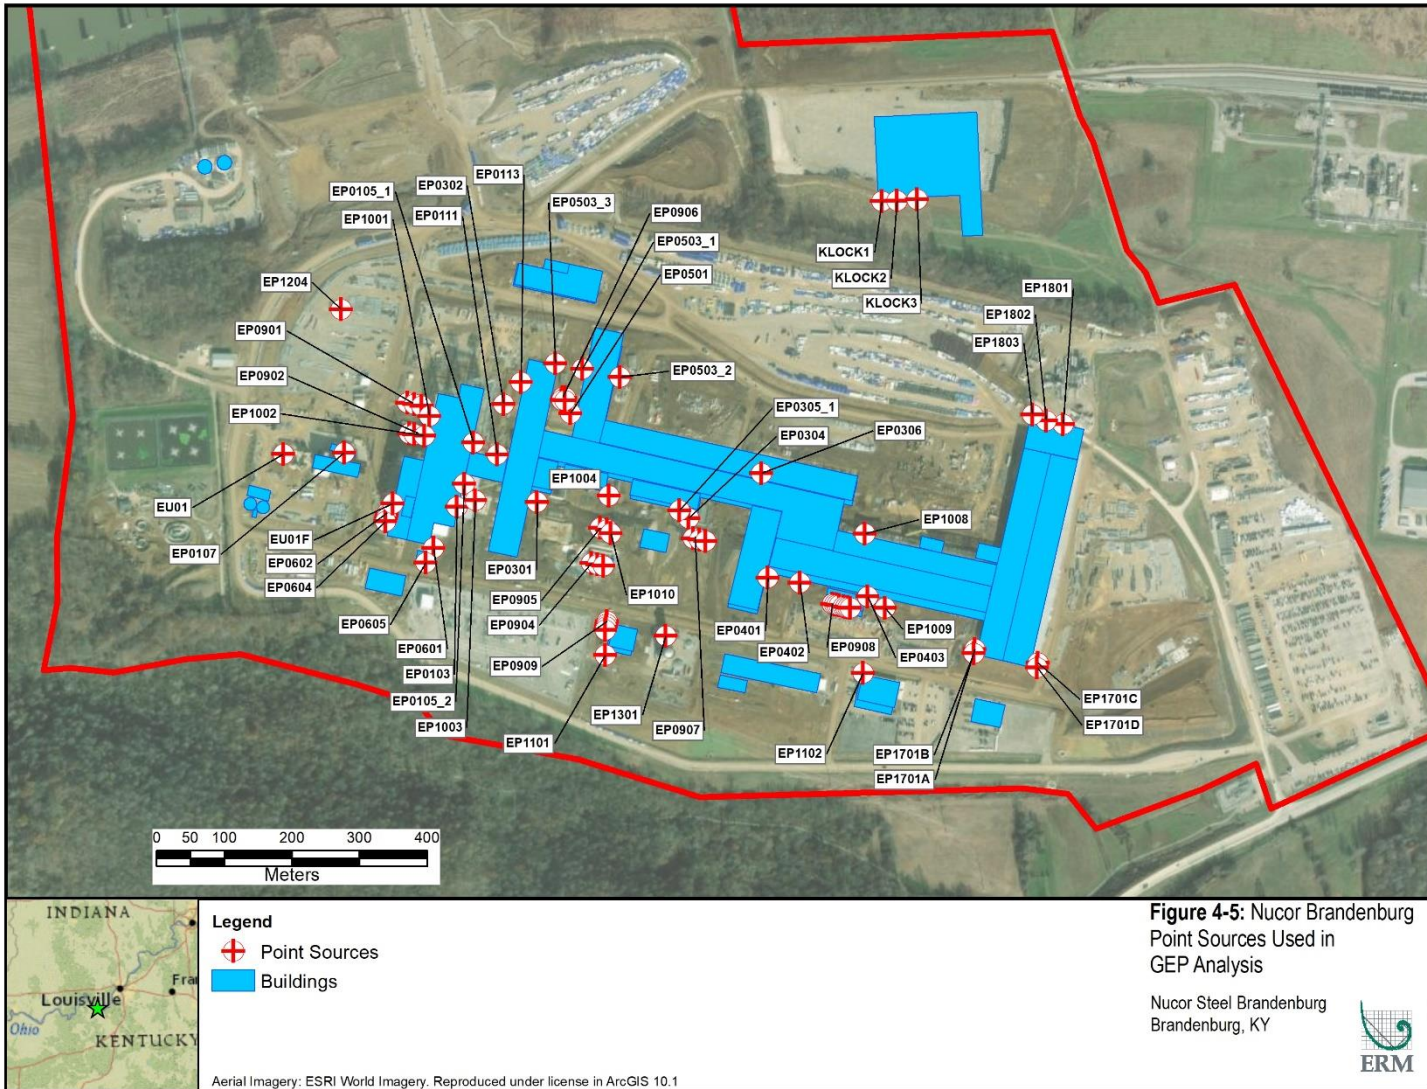 EP0113
EP0302
EP0105_1
EP0503_3
EP0906
EP0111
EP1001
EP0503_1
KLOCK1
EP0501
KLOCK2
EP1204
EP1801
KLOCK3
EP1802
EP0901
EP1803
EP0902
EP0503_2
EP0305_1
EP1002
EP0304
EP0306
EP1004
EU01
EP1008
EU01F
EP0107
EP0602
EP0301
EP0604
EP0905
EP1010
EP0605
EP0904
EP0401
EP1009
EP0601
EP0402
EP0908
EP0403
EP0909
EP0103
EP1701C
EP0105_2
EP1301
EP1701D
EP1003
EP0907
EP1101
EP1102
EP1701B
EP1701A
0 50 100 200 300 400
Meters
INDIANA
Fra
Louisville
Ohio
KENTUCKY
Legend
Point Sources
Buildings
Aerial Imagery: ESRI World Imagery. Reproduced under license in ArcGIS 10.1
Figure 4-5: Nucor Brandenburg
Point Sources Used in
GEP Analysis
Nucor Steel Brandenburg
Brandenburg, KY
ERM